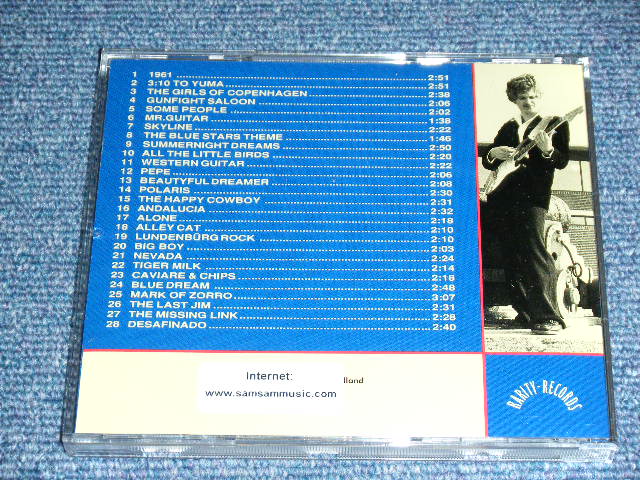 1 1961 2:51
2 3:10 TO YUMA 2:51
3 THE GIRLS OF COPENHAGEN 2:38
4 GUNFIGHT SALOON 2:06
5 SOME PEOPLE 2:02
6 MR.GUITAR 1:38
7 SKYLINE 2:22
8 THE BLUE STARS THEME 1:46
9 SUMMERNIGHT DREAMS 2:50
10 ALL THE LITTLE BIRDS 2:20
11 WESTERN GUITAR 2:22
12 PEPE 2:06
13 BEAUTYFUL DREAMER 2:08
14 POLARIS 2:30
15 THE HAPPY COWBOY 2:31
16 ANDALUCIA 2:32
17 ALONE 2:18
18 ALLEY CAT 2:10
19 LUNDENBÜRG ROCK 2:10
20 BIG BOY 2:03
21 NEVADA 2:24
22 TIGER MILK 2:14
23 CAVIARE & CHIPS 2:18
24 BLUE DREAM 2:48
25 MARK OF ZORRO 3:07
26 THE LAST JIM 2:31
27 THE MISSING LINK 2:28
28 DESAFINADO 2:40
Internet:
lland
www.samsammusic.com
RARITY-RECORDS